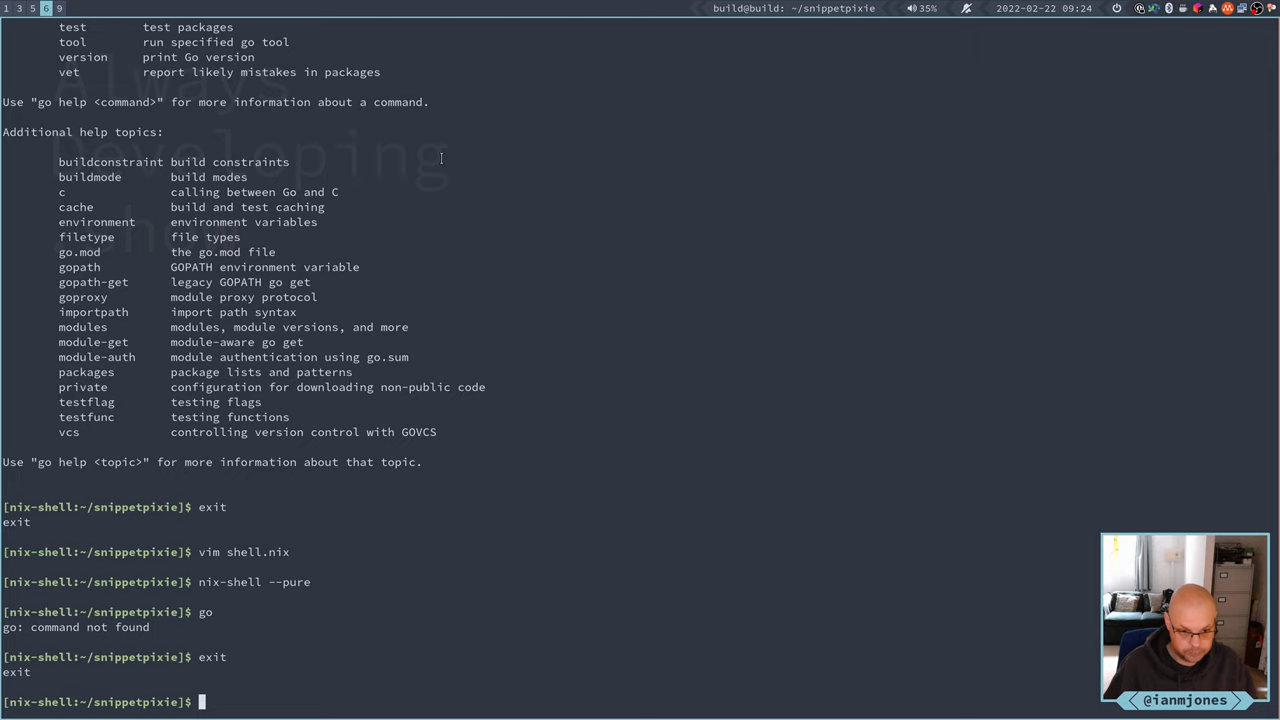 1 3 5 6 9 build@build: ~/snippetpixie 35% 2022-02-22 09:24
test test packages
tool run specified go tool
version print Go version
vet report likely mistakes in packages
Use "go help <command>" for more information about a command.
Additional help topics:
buildconstraint build constraints
buildmode build modes
c calling between Go and C
cache build and test caching
environment environment variables
filetype file types
go.mod the go.mod file
gopath GOPATH environment variable
gopath-get legacy GOPATH go get
goproxy module proxy protocol
importpath import path syntax
modules modules, module versions, and more
module-get module-aware go get
module-auth module authentication using go.sum
packages package lists and patterns
private configuration for downloading non-public code
testflag testing flags
testfunc testing functions
vcs controlling version control with GOVCS
Use "go help <topic>" for more information about that topic.
[nix-shell:~/snippetpixie]$ exit
exit
[nix-shell:~/snippetpixie]$ vim shell.nix
[nix-shell:~/snippetpixie]$ nix-shell --pure
[nix-shell:~/snippetpixie]$ go
go: command not found
[nix-shell:~/snippetpixie]$ exit
exit
[nix-shell:~/snippetpixie]$
Always
Developing
@ianmjones